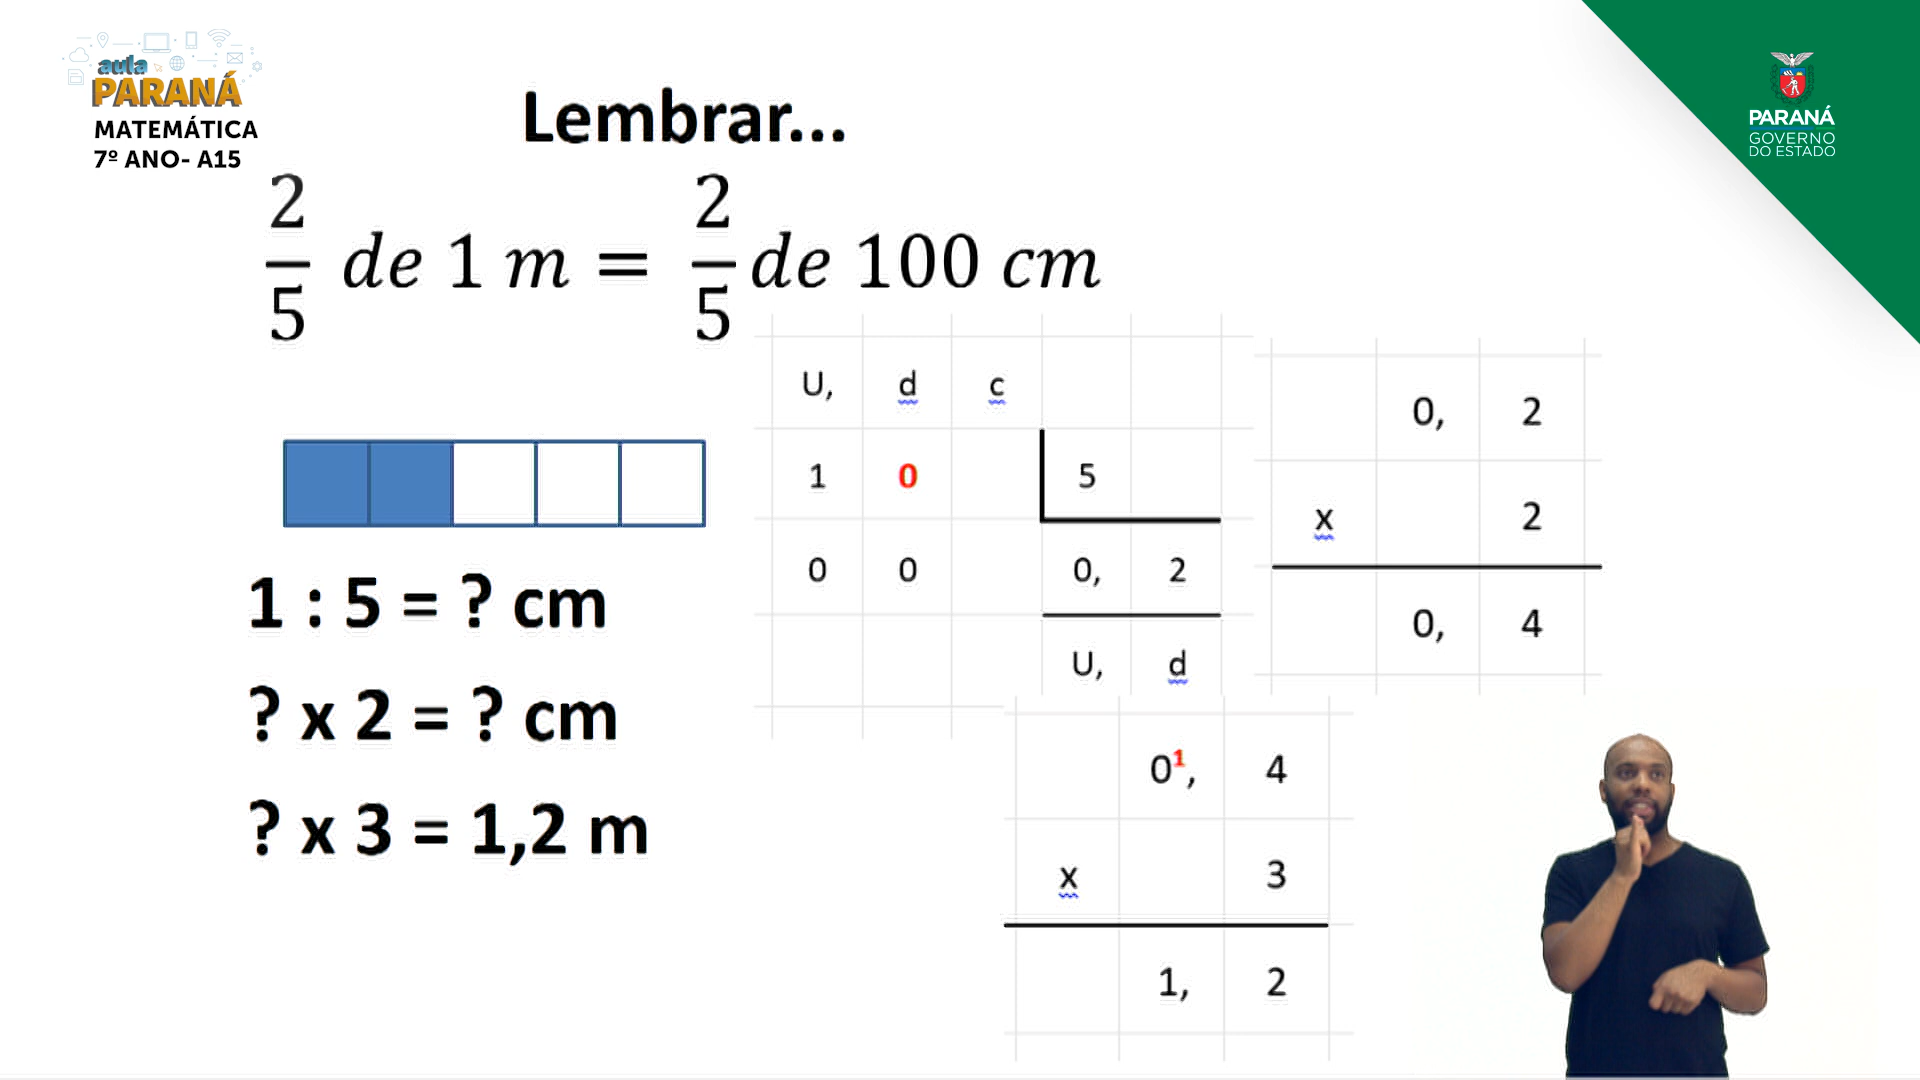 aula
PARANÁ
MATEMÁTICA
7º ANO- A15
PARANÁ
GOVERNO
DO ESTADO
Lembrar...
2/5 de 1 m = 2/5 de 100 cm
1 : 5 = ? cm
? x 2 = ? cm
? x 3 = 1,2 m
U, d c
1 0 5
0 0 0, 2
U, d
0, 2
x 2
0, 4
0¹, 4
x 3
1, 2